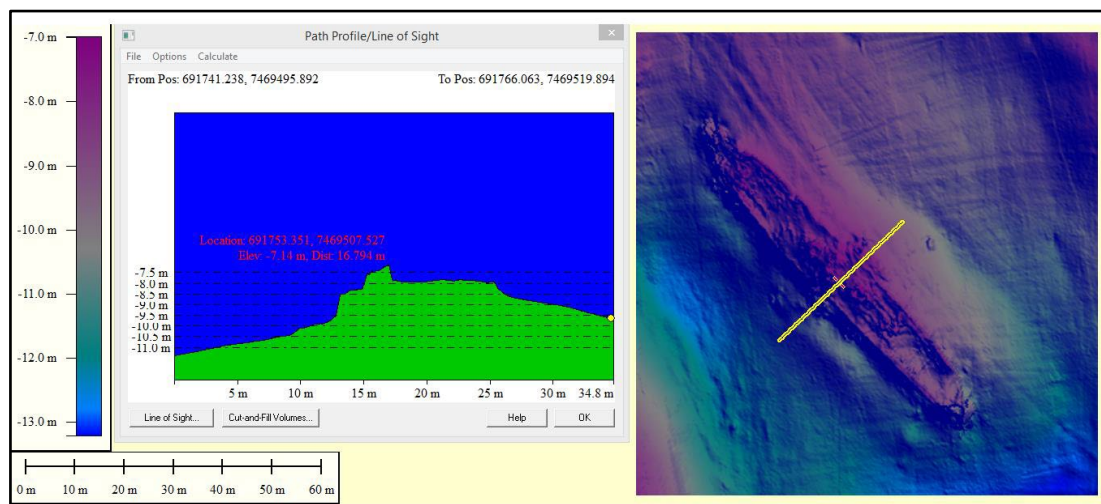 -7.0 m
-8.0 m
-9.0 m
-10.0 m
-11.0 m
-12.0 m
-13.0 m
0 m 10 m 20 m 30 m 40 m 50 m 60 m
Path Profile/Line of Sight
File Options Calculate
From Pos: 691741.238, 7469495.892 To Pos: 691766.063, 7469519.894
Location: 691753.351, 7469507.527
Elev: -7.14 m, Dist: 16.794 m
-7.5 m
-8.0 m
-8.5 m
-9.0 m
-9.5 m
-10.0 m
-10.5 m
-11.0 m
5 m 10 m 15 m 20 m 25 m 30 m 34.8 m
Line of Sight... Cut-and-Fill Volumes... Help OK